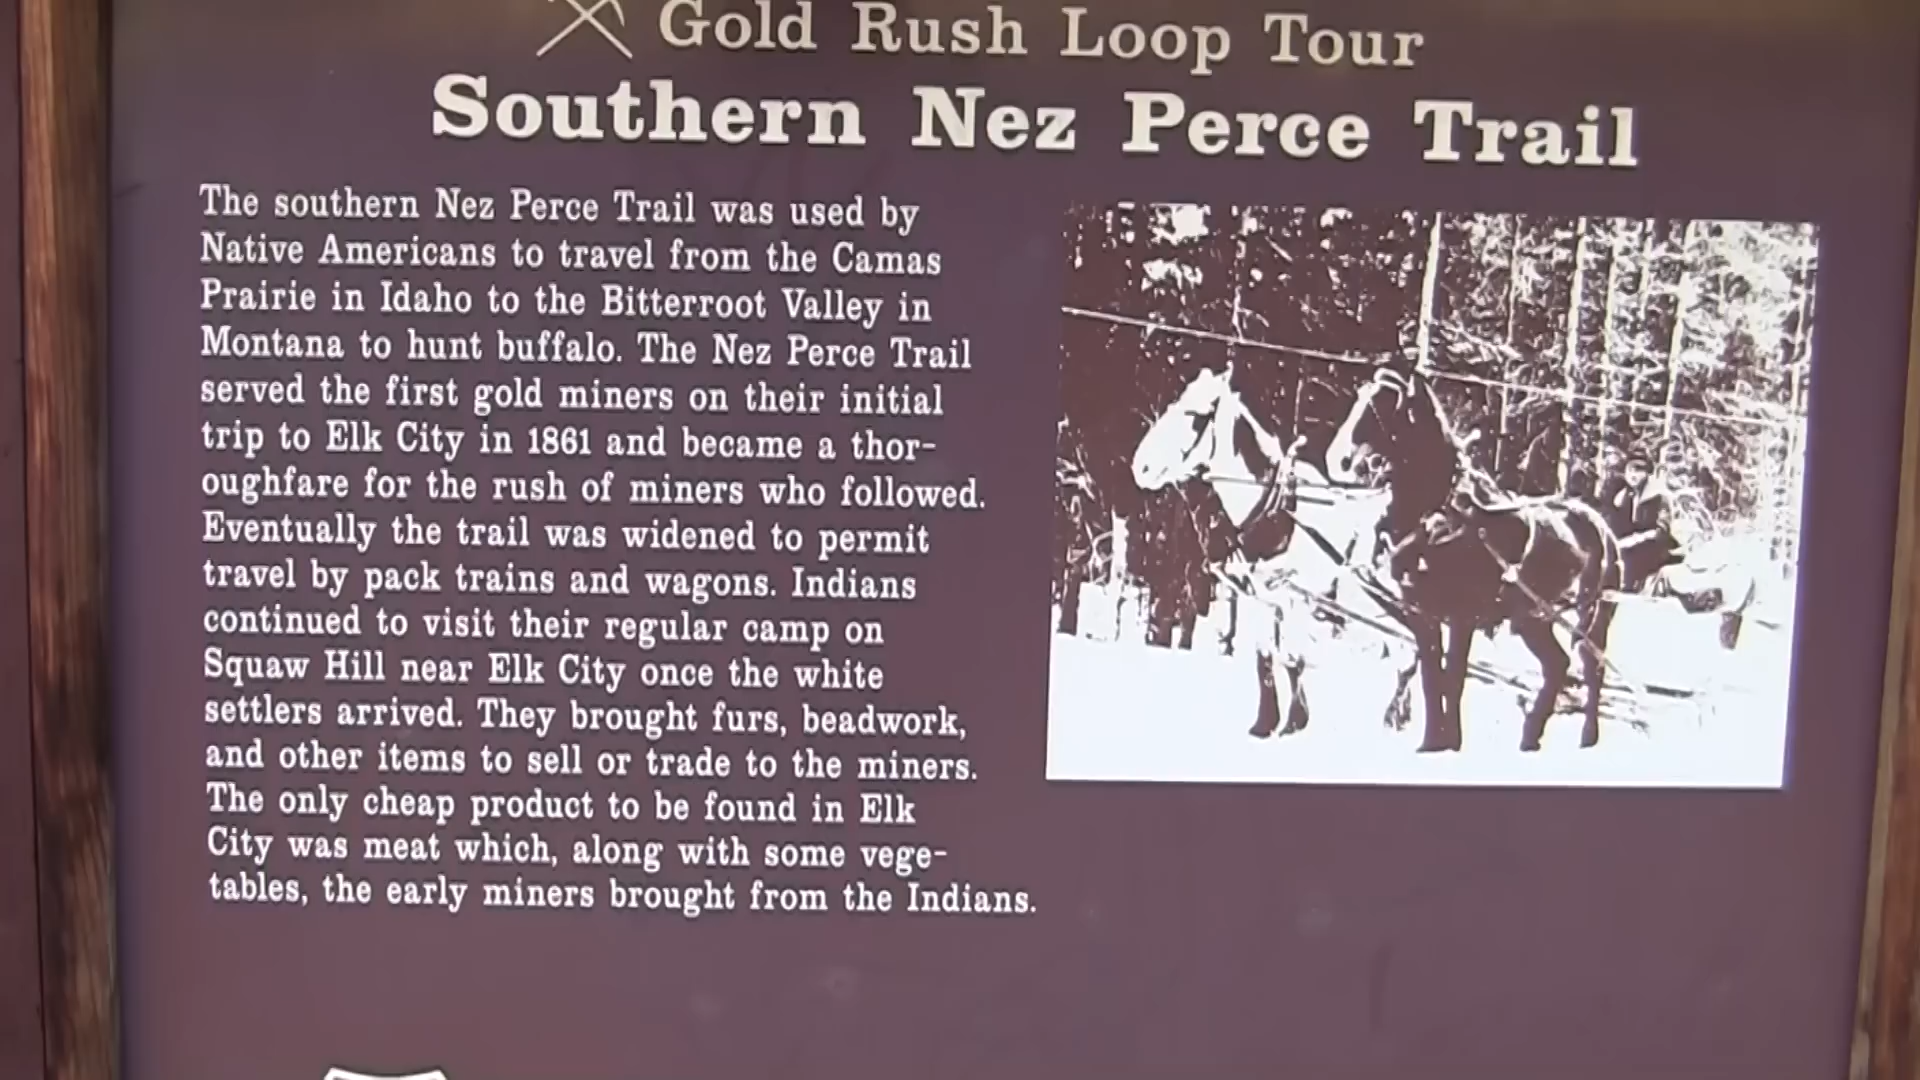 Gold Rush Loop Tour
Southern Nez Perce Trail
The southern Nez Perce Trail was used by
Native Americans to travel from the Camas
Prairie in Idaho to the Bitterroot Valley in
Montana to hunt buffalo. The Nez Perce Trail
served the first gold miners on their initial
trip to Elk City in 1861 and became a thor-
oughfare for the rush of miners who followed.
Eventually the trail was widened to permit
travel by pack trains and wagons. Indians
continued to visit their regular camp on
Squaw Hill near Elk City once the white
settlers arrived. They brought furs, beadwork,
and other items to sell or trade to the miners.
The only cheap product to be found in Elk
City was meat which, along with some vege-
tables, the early miners brought from the Indians.